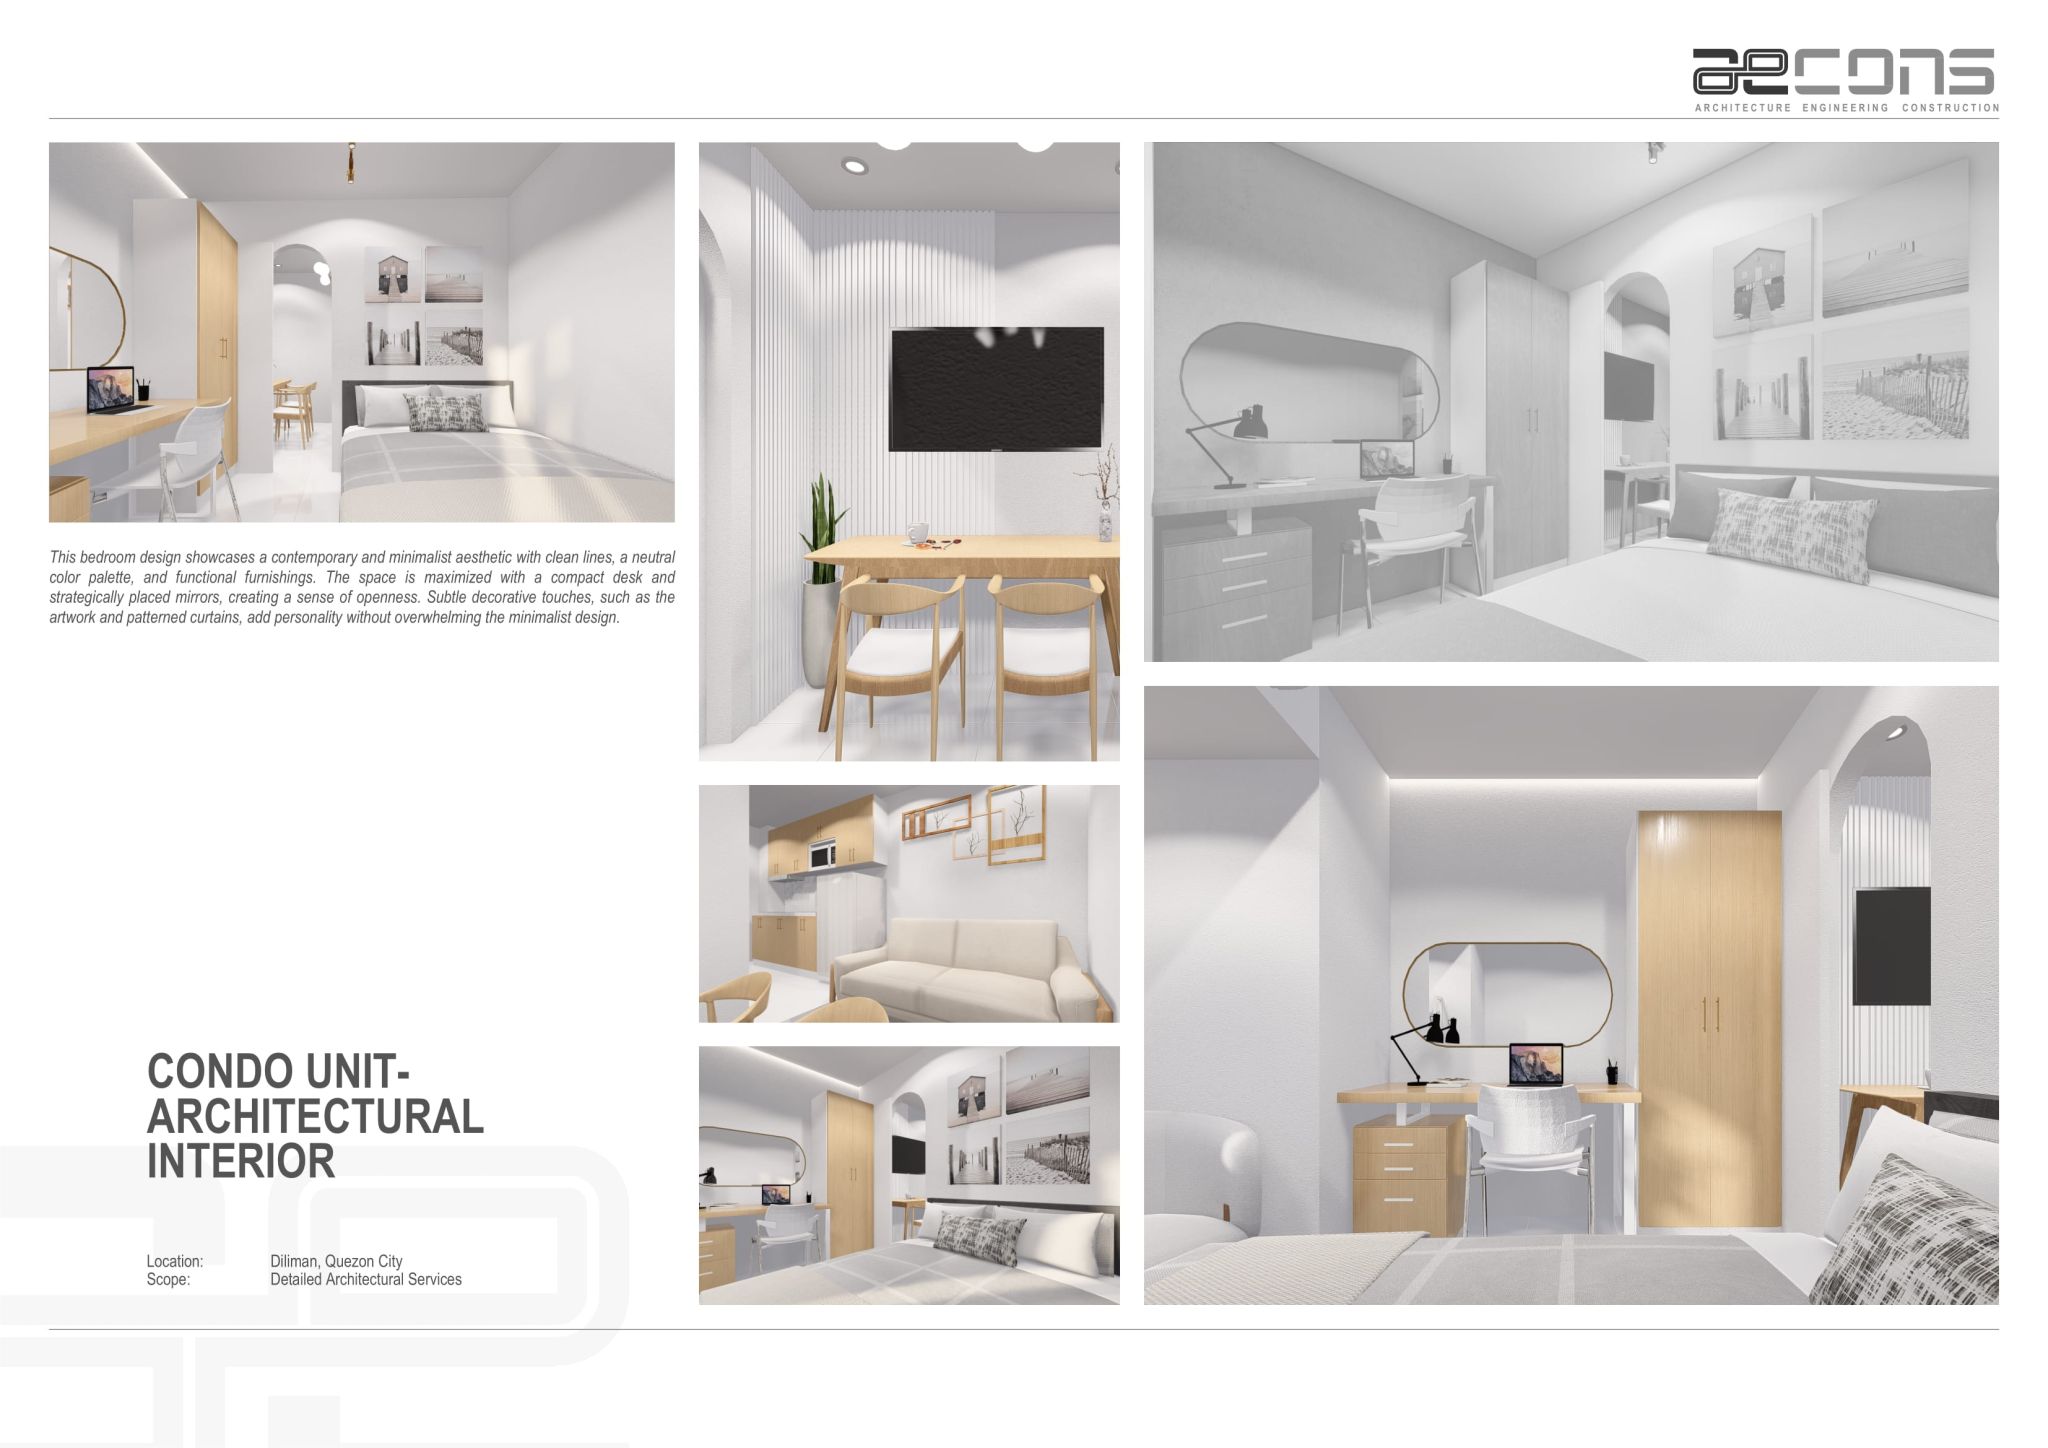 aecons
ARCHITECTURE ENGINEERING CONSTRUCTION
This bedroom design showcases a contemporary and minimalist aesthetic with clean lines, a neutral
color palette, and functional furnishings. The space is maximized with a compact desk and
strategically placed mirrors, creating a sense of openness. Subtle decorative touches, such as the
artwork and patterned curtains, add personality without overwhelming the minimalist design.
CONDO UNIT-
ARCHITECTURAL
INTERIOR
Location: Diliman, Quezon City
Scope: Detailed Architectural Services